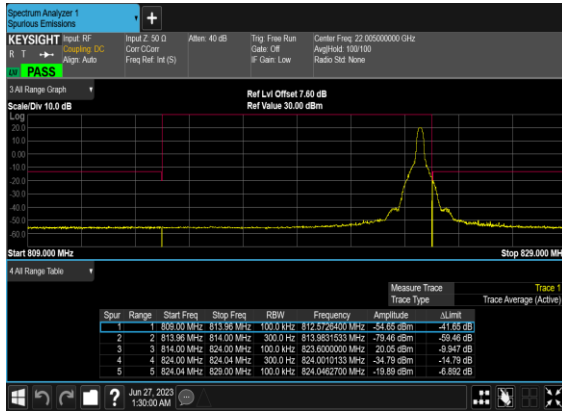 Spectrum Analyzer 1
Spurious Emissions
KEYSIGHT Input: RF Input Z: 50 Ω Atten: 40 dB Trig: Free Run Center Freq: 22.005000000 GHz
R T Coupling: DC Corr CCorr Gate: Off Avg|Hold: 100/100
Align: Auto Freq Ref: Int (S) IF Gain: Low Radio Std: None
PASS
3 All Range Graph
Ref Lvl Offset 7.60 dB
Scale/Div 10.0 dB Ref Value 30.00 dBm
Log
20.0
10.0
0.00
-10.0
-20.0
-30.0
-40.0
-50.0
-60.0
Start 809.000 MHz Stop 829.000 MHz
4 All Range Table
Measure Trace Trace 1
Trace Type Trace Average (Active)
Spur Range Start Freq Stop Freq RBW Frequency Amplitude ΔLimit
1 1 809.00 MHz 813.96 MHz 100.0 kHz 812.5726400 MHz -54.65 dBm -41.65 dB
2 2 813.96 MHz 814.00 MHz 300.0 Hz 813.9831533 MHz -79.46 dBm -59.46 dB
3 3 814.00 MHz 824.00 MHz 100.0 kHz 823.6000000 MHz 20.05 dBm -9.947 dB
4 4 824.00 MHz 824.04 MHz 300.0 Hz 824.0010133 MHz -34.79 dBm -14.79 dB
5 5 824.04 MHz 829.00 MHz 100.0 kHz 824.0462700 MHz -19.89 dBm -6.892 dB
Jun 27, 2023
1:30:00 AM